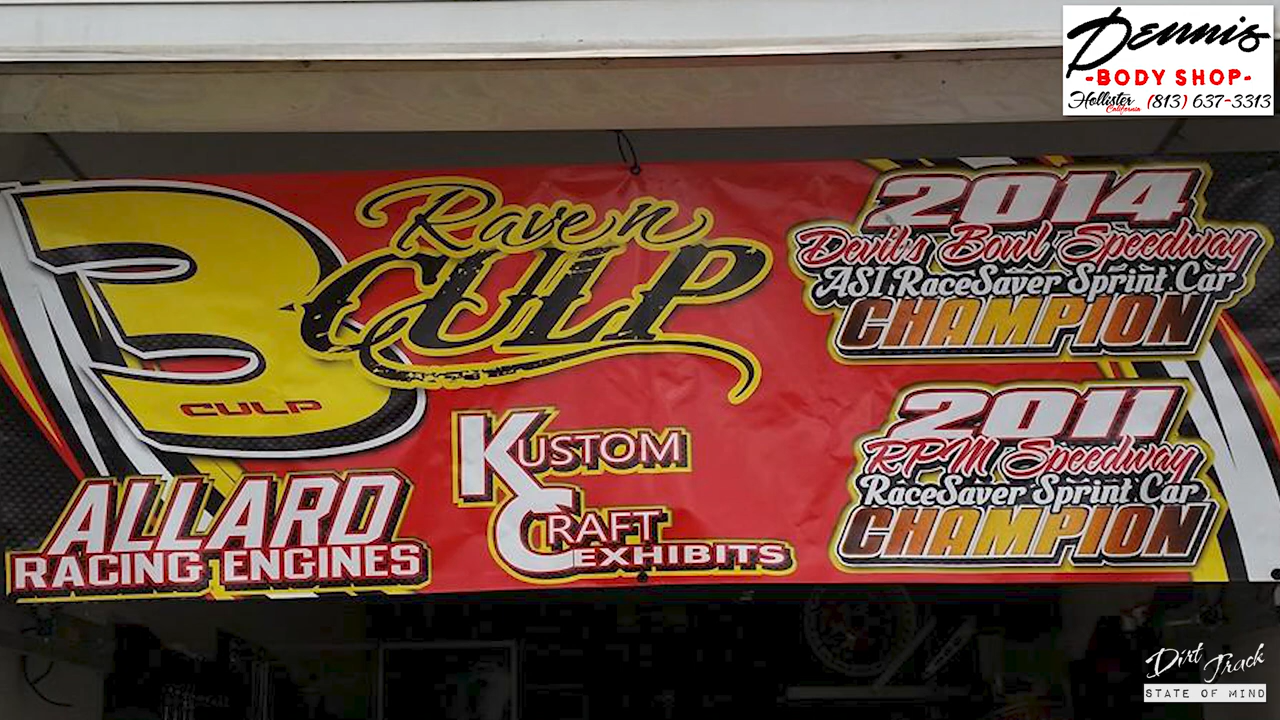 Dennis
-BODY SHOP-
Hollister California (813) 637-3313
3
CULP
Raven
CULP
2014
Devil's Bowl Speedway
ASI RaceSaver Sprint Car
CHAMPION
ALLARD
RACING ENGINES
KUSTOM
CRAFT
EXHIBITS
2011
RPM Speedway
RaceSaver Sprint Car
CHAMPION
Dirt Track
STATE OF MIND